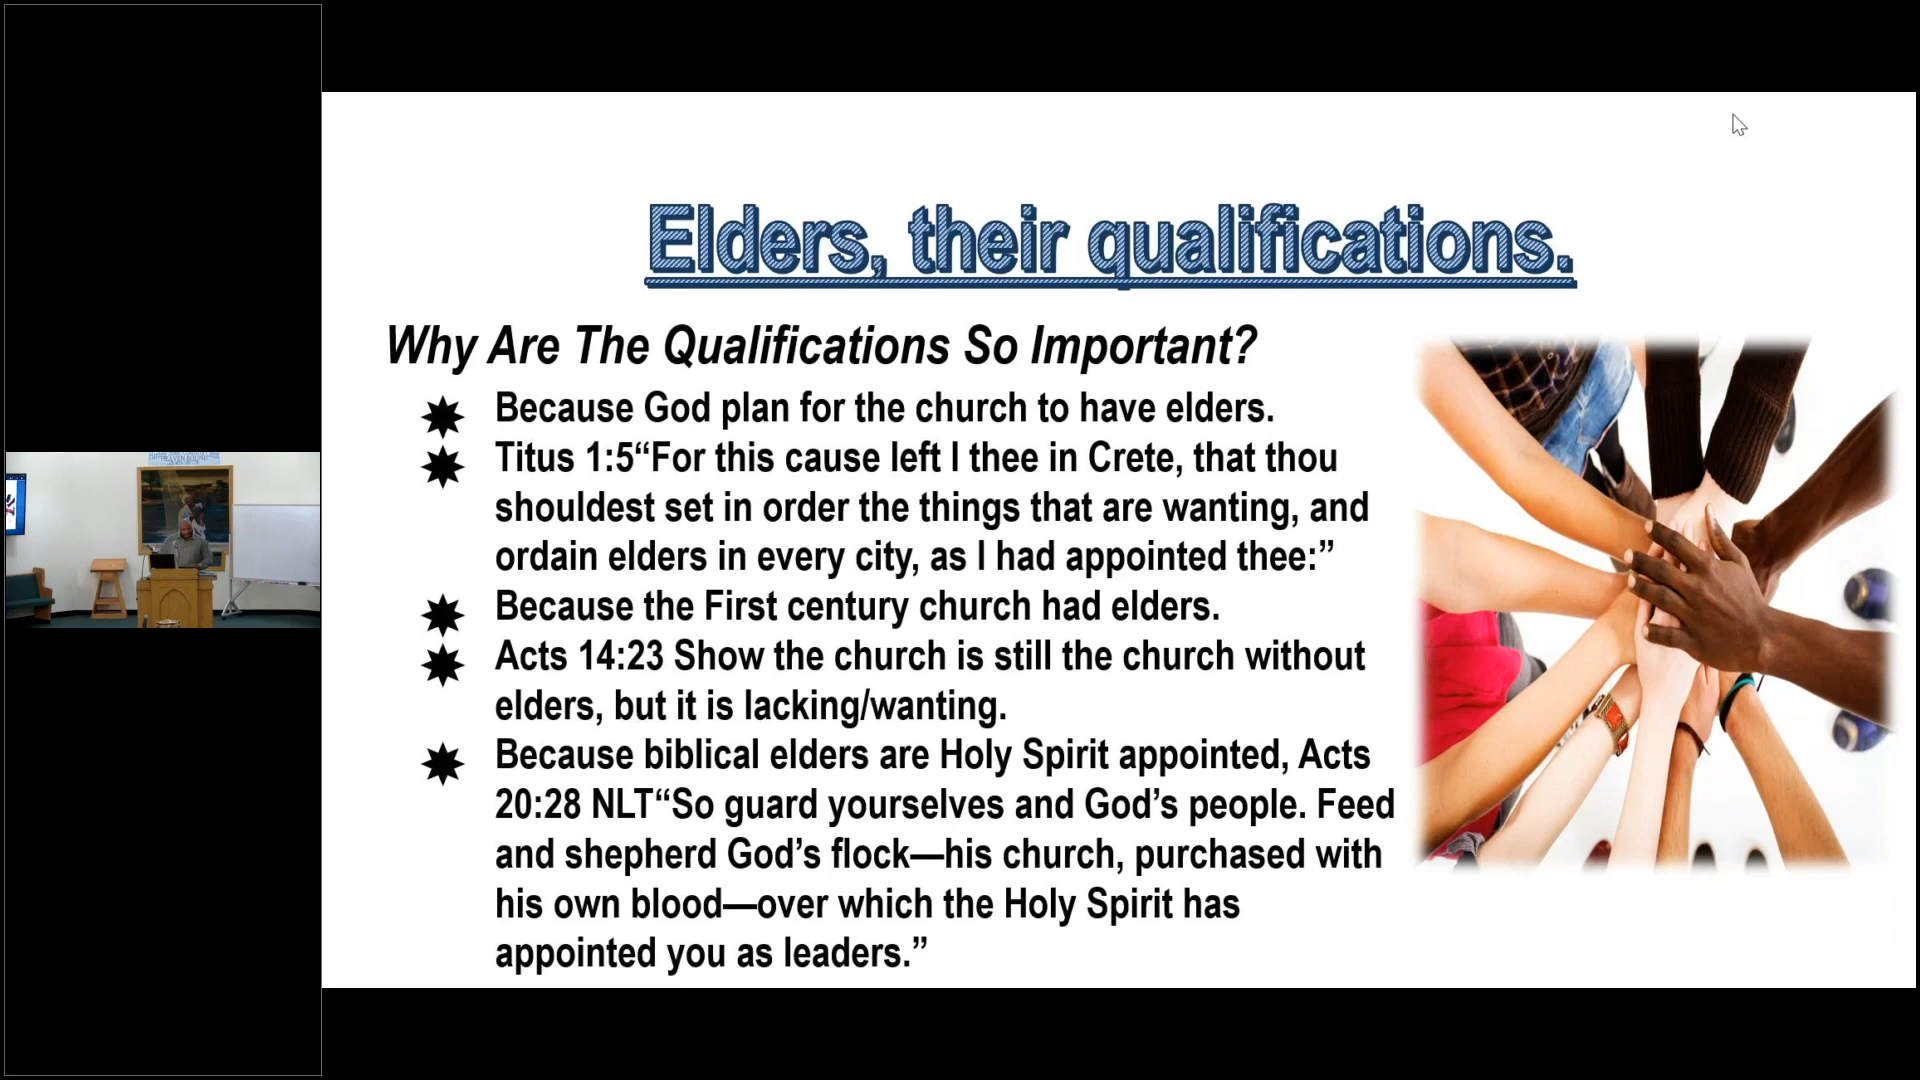 Elders, their qualifications.
Why Are The Qualifications So Important?
Because God plan for the church to have elders.
Titus 1:5“For this cause left I thee in Crete, that thou
shouldest set in order the things that are wanting, and
ordain elders in every city, as I had appointed thee:”
Because the First century church had elders.
Acts 14:23 Show the church is still the church without
elders, but it is lacking/wanting.
Because biblical elders are Holy Spirit appointed, Acts
20:28 NLT“So guard yourselves and God’s people. Feed
and shepherd God’s flock—his church, purchased with
his own blood—over which the Holy Spirit has
appointed you as leaders.”